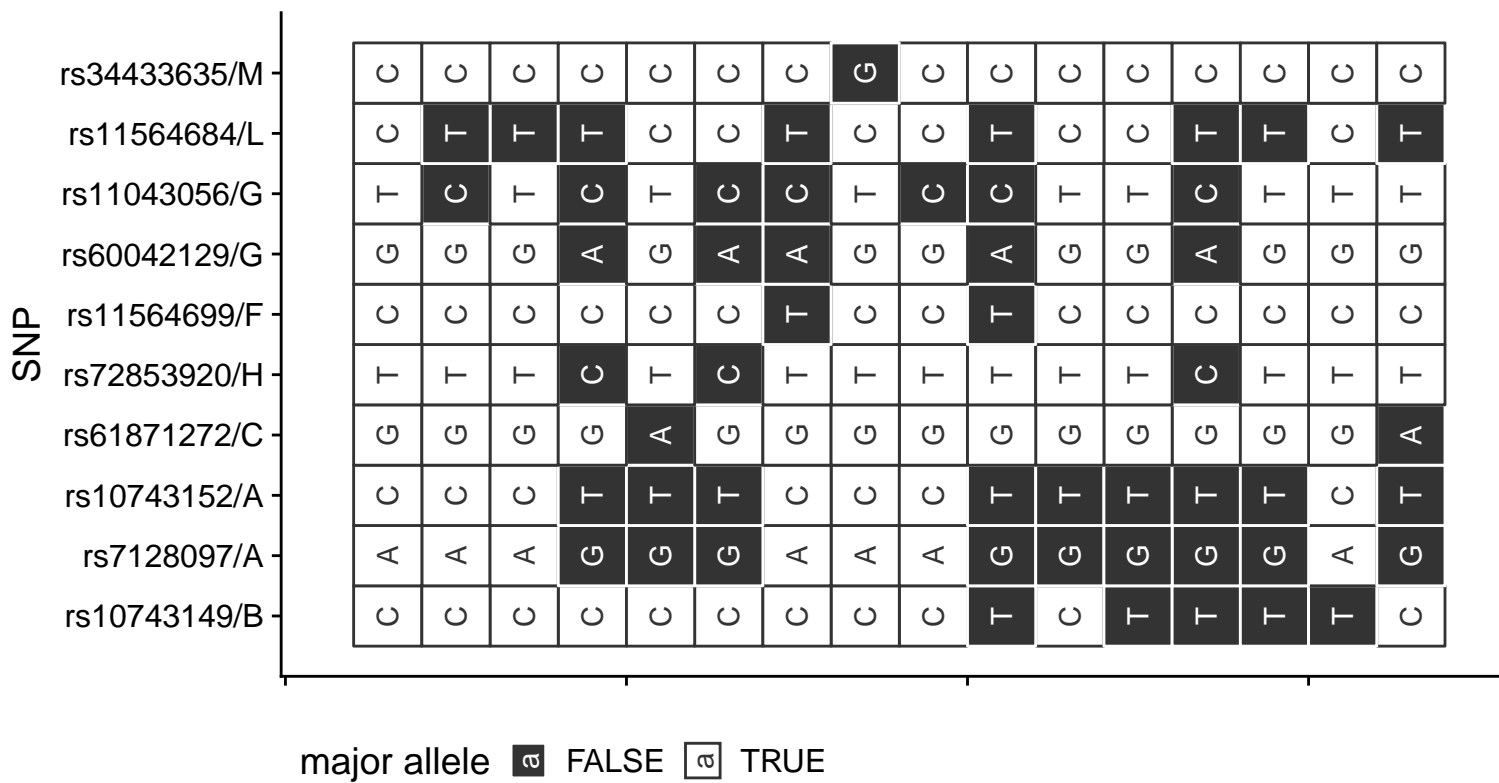 rs34433635/M C C C C C C C G C C C C C C C C
rs11564684/L C T T T C C T C C T C C T T C T
rs11043056/G T C T C T C C T C C T T C T T T
rs60042129/G G G G A G A A G G A G G A G G G
rs11564699/F C C C C C C T C C T C C C C C C
rs72853920/H T T T C T C T T T T T T C T T T
rs61871272/C G G G G A G G G G G G G G G G A
rs10743152/A C C C T T T C C C T T T T T C T
rs7128097/A A A A G G G A A A G G G G G A G
rs10743149/B C C C C C C C C C T C T T T T C
SNP
major allele a FALSE a TRUE